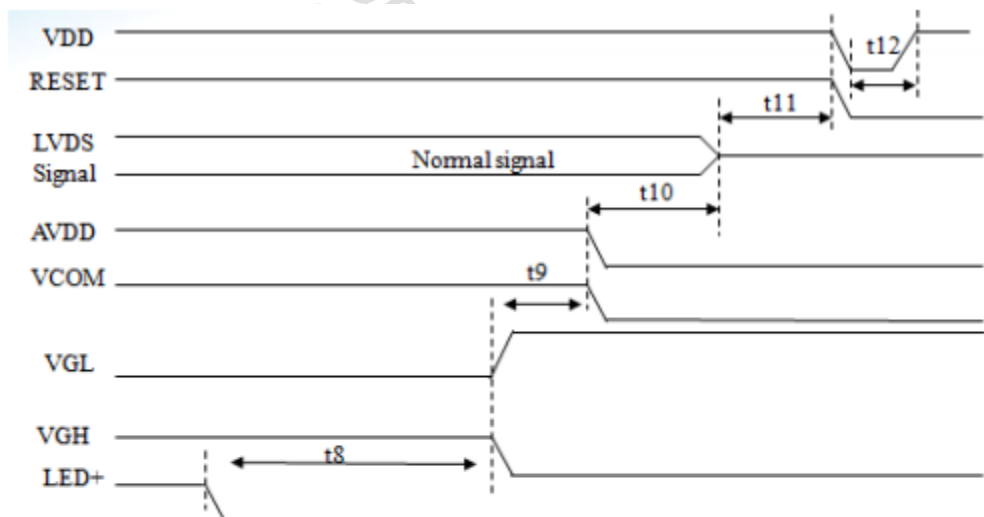 VDD
t12
RESET
t11
LVDS
Signal
Normal signal
t10
AVDD
VCOM
t9
VGL
VGH
t8
LED+